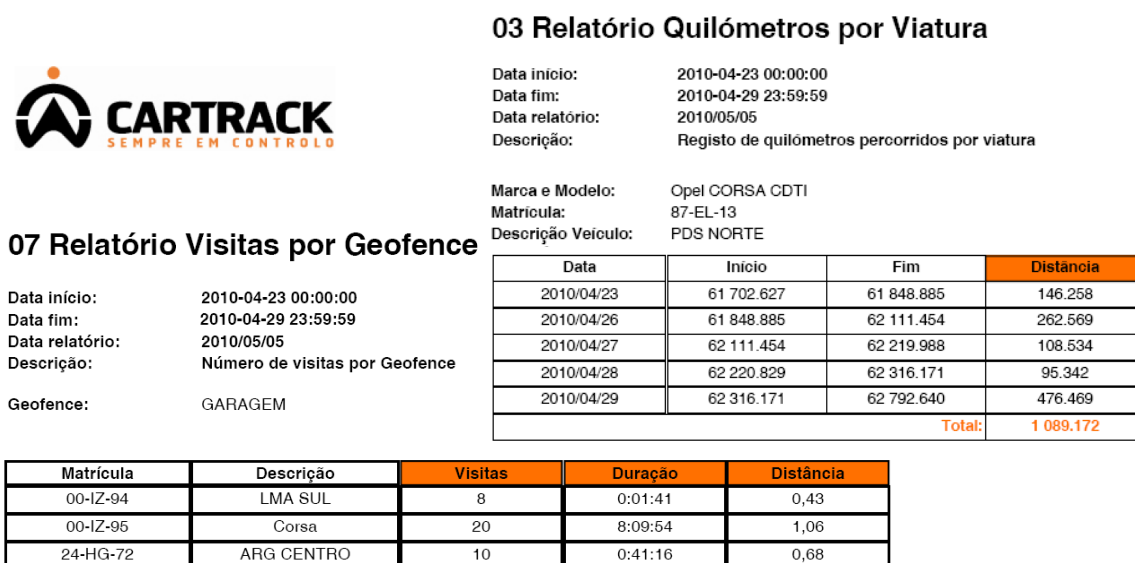 CARTRACK
SEMPRE EM CONTROLO
03 Relatório Quilómetros por Viatura
Data início: 2010-04-23 00:00:00
Data fim: 2010-04-29 23:59:59
Data relatório: 2010/05/05
Descrição: Registo de quilómetros percorridos por viatura
Marca e Modelo: Opel CORSA CDTI
Matrícula: 87-EL-13
Descrição Veículo: PDS NORTE
Data Início Fim Distância
2010/04/23 61 702.627 61 848.885 146.258
2010/04/26 61 848.885 62 111.454 262.569
2010/04/27 62 111.454 62 219.988 108.534
2010/04/28 62 220.829 62 316.171 95.342
2010/04/29 62 316.171 62 792.640 476.469
Total: 1 089.172
07 Relatório Visitas por Geofence
Data início: 2010-04-23 00:00:00
Data fim: 2010-04-29 23:59:59
Data relatório: 2010/05/05
Descrição: Número de visitas por Geofence
Geofence: GARAGEM
Matrícula Descrição Visitas Duração Distância
00-IZ-94 LMA SUL 8 0:01:41 0,43
00-IZ-95 Corsa 20 8:09:54 1,06
24-HG-72 ARG CENTRO 10 0:41:16 0,68